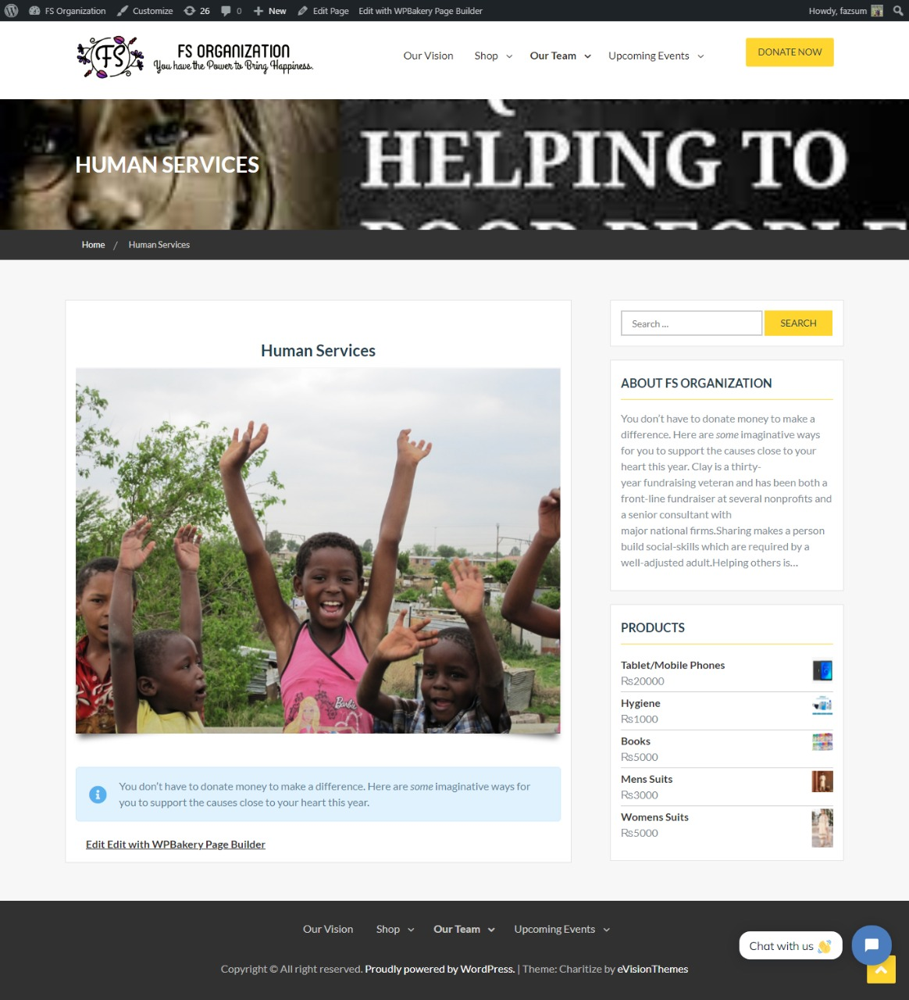 FS Organization Customize 26 0 New Edit Page Edit with WPBakery Page Builder Howdy, fazsum
FS
FS ORGANIZATION
You have the Power to Bring Happiness.
Our Vision Shop Our Team Upcoming Events DONATE NOW
HELPING TO
HUMAN SERVICES
POOR PEOPLE
Home / Human Services
Human Services
Barbie
You don’t have to donate money to make a difference. Here are some imaginative ways for
you to support the causes close to your heart this year.
Edit Edit with WPBakery Page Builder
Search ... SEARCH
ABOUT FS ORGANIZATION
You don’t have to donate money to make a
difference. Here are some imaginative ways
for you to support the causes close to your
heart this year. Clay is a thirty-
year fundraising veteran and has been both a
front-line fundraiser at several nonprofits and
a senior consultant with
major national firms.Sharing makes a person
build social-skills which are required by a
well-adjusted adult.Helping others is…
PRODUCTS
Tablet/Mobile Phones
₨20000
Hygiene
₨1000
Books
₨5000
Mens Suits
₨3000
Womens Suits
₨5000
Our Vision Shop Our Team Upcoming Events
Chat with us 👋
Copyright © All right reserved. Proudly powered by WordPress. | Theme: Charitize by eVisionThemes